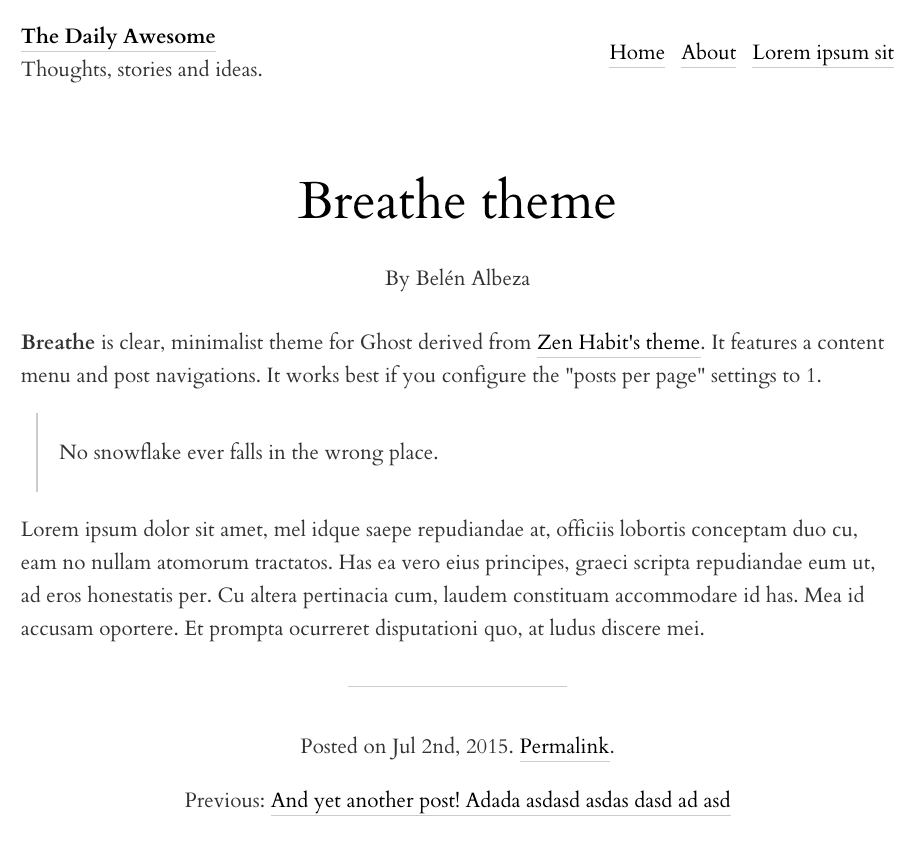 The Daily Awesome
Thoughts, stories and ideas.
Home About Lorem ipsum sit
Breathe theme
By Belén Albeza
Breathe is clear, minimalist theme for Ghost derived from Zen Habit's theme. It features a content
menu and post navigations. It works best if you configure the "posts per page" settings to 1.
No snowflake ever falls in the wrong place.
Lorem ipsum dolor sit amet, mel idque saepe repudiandae at, officiis lobortis conceptam duo cu,
eam no nullam atomorum tractatos. Has ea vero eius principes, graeci scripta repudiandae eum ut,
ad eros honestatis per. Cu altera pertinacia cum, laudem constituam accommodare id has. Mea id
accusam oportere. Et prompta ocurreret disputationi quo, at ludus discere mei.
Posted on Jul 2nd, 2015. Permalink.
Previous: And yet another post! Adada asdasd asdas dasd ad asd